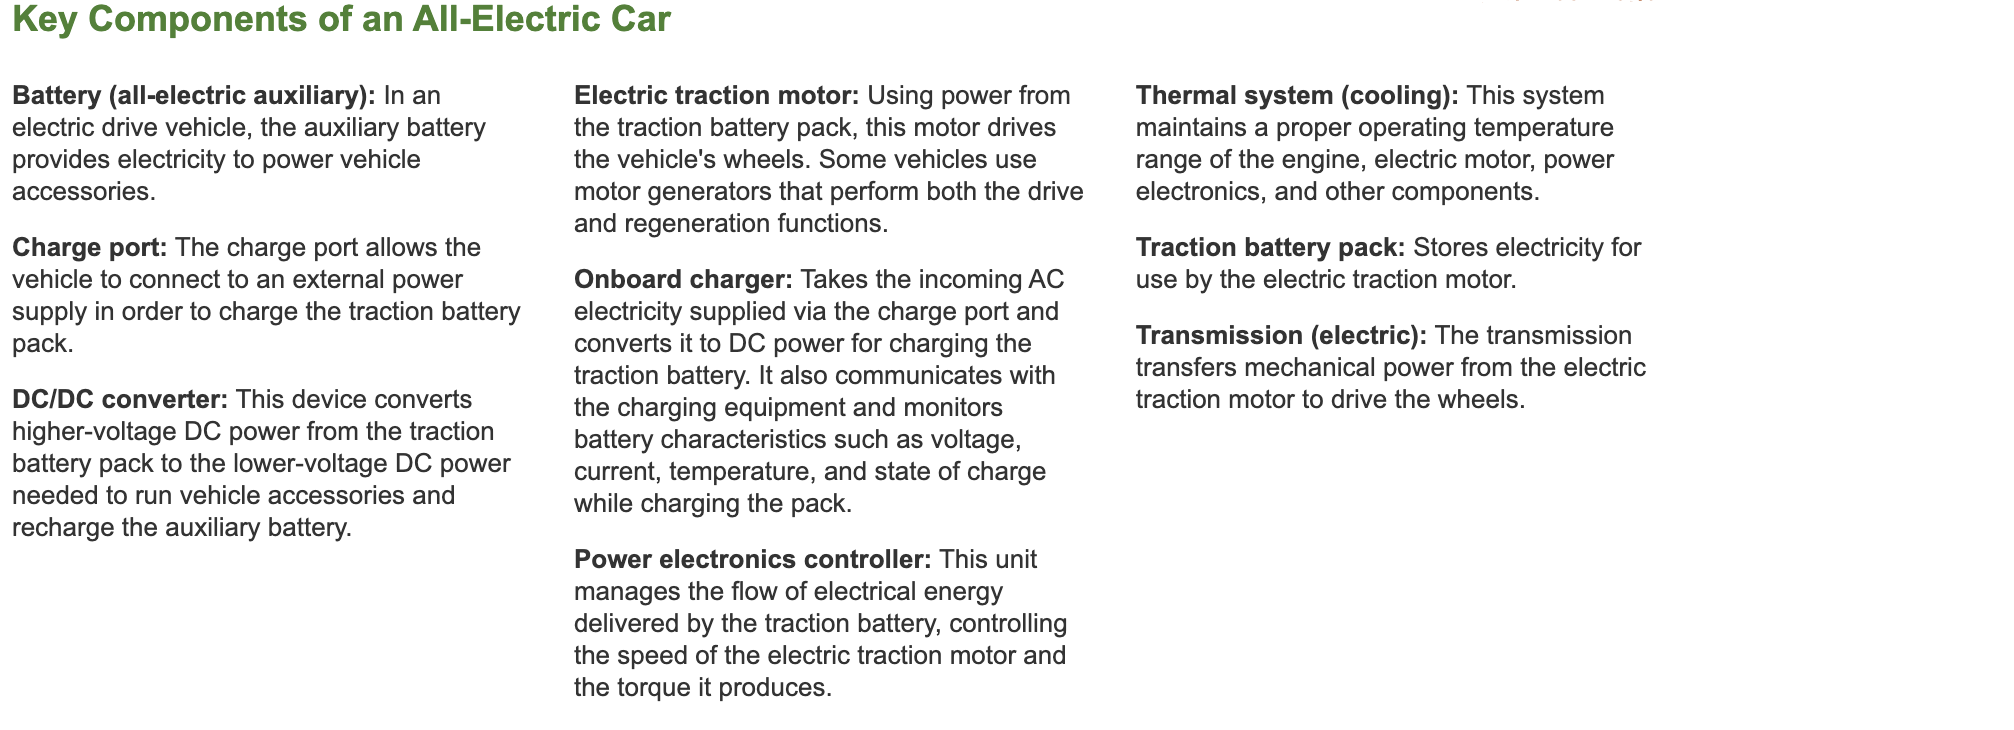 Key Components of an All-Electric Car
Battery (all-electric auxiliary): In an
electric drive vehicle, the auxiliary battery
provides electricity to power vehicle
accessories.
Charge port: The charge port allows the
vehicle to connect to an external power
supply in order to charge the traction battery
pack.
DC/DC converter: This device converts
higher-voltage DC power from the traction
battery pack to the lower-voltage DC power
needed to run vehicle accessories and
recharge the auxiliary battery.
Electric traction motor: Using power from
the traction battery pack, this motor drives
the vehicle's wheels. Some vehicles use
motor generators that perform both the drive
and regeneration functions.
Onboard charger: Takes the incoming AC
electricity supplied via the charge port and
converts it to DC power for charging the
traction battery. It also communicates with
the charging equipment and monitors
battery characteristics such as voltage,
current, temperature, and state of charge
while charging the pack.
Power electronics controller: This unit
manages the flow of electrical energy
delivered by the traction battery, controlling
the speed of the electric traction motor and
the torque it produces.
Thermal system (cooling): This system
maintains a proper operating temperature
range of the engine, electric motor, power
electronics, and other components.
Traction battery pack: Stores electricity for
use by the electric traction motor.
Transmission (electric): The transmission
transfers mechanical power from the electric
traction motor to drive the wheels.